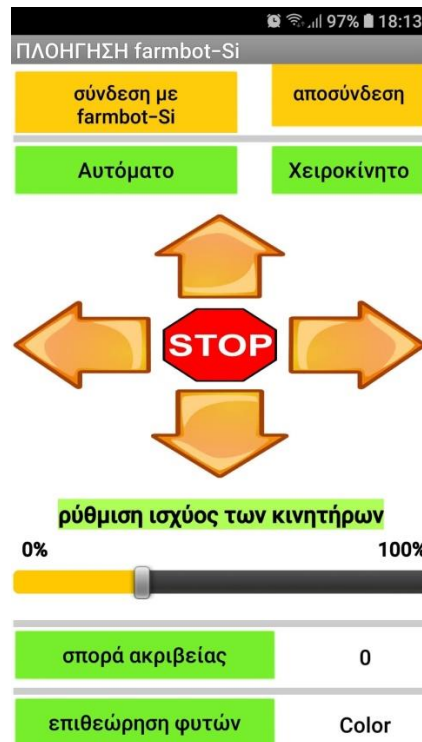 97% 18:13
ΠΛΟΗΓΗΣΗ farmbot-Si
σύνδεση με
farmbot-Si
αποσύνδεση
Αυτόματο
Χειροκίνητο
STOP
ρύθμιση ισχύος των κινητήρων
0%
100%
σπορά ακριβείας
0
επιθεώρηση φυτών
Color